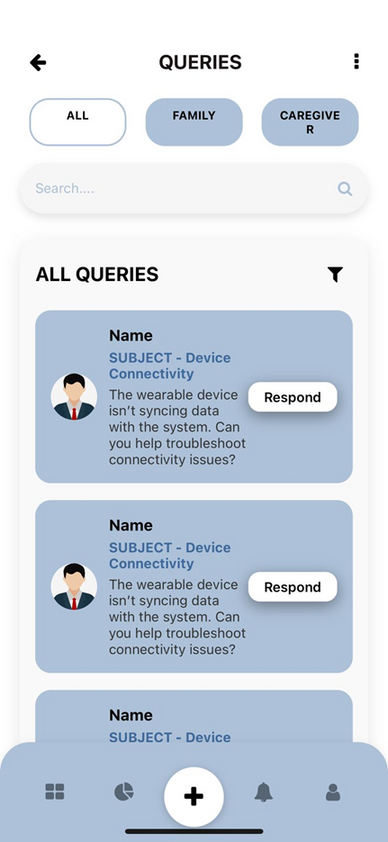 QUERIES
ALL
FAMILY
CAREGIVE
R
Search....
ALL QUERIES
Name
SUBJECT - Device
Connectivity
The wearable device
isn't syncing data
with the system. Can
you help troubleshoot
connectivity issues?
Respond
Name
SUBJECT - Device
Connectivity
The wearable device
isn't syncing data
with the system. Can
you help troubleshoot
connectivity issues?
Respond
Name
SUBJECT - Device